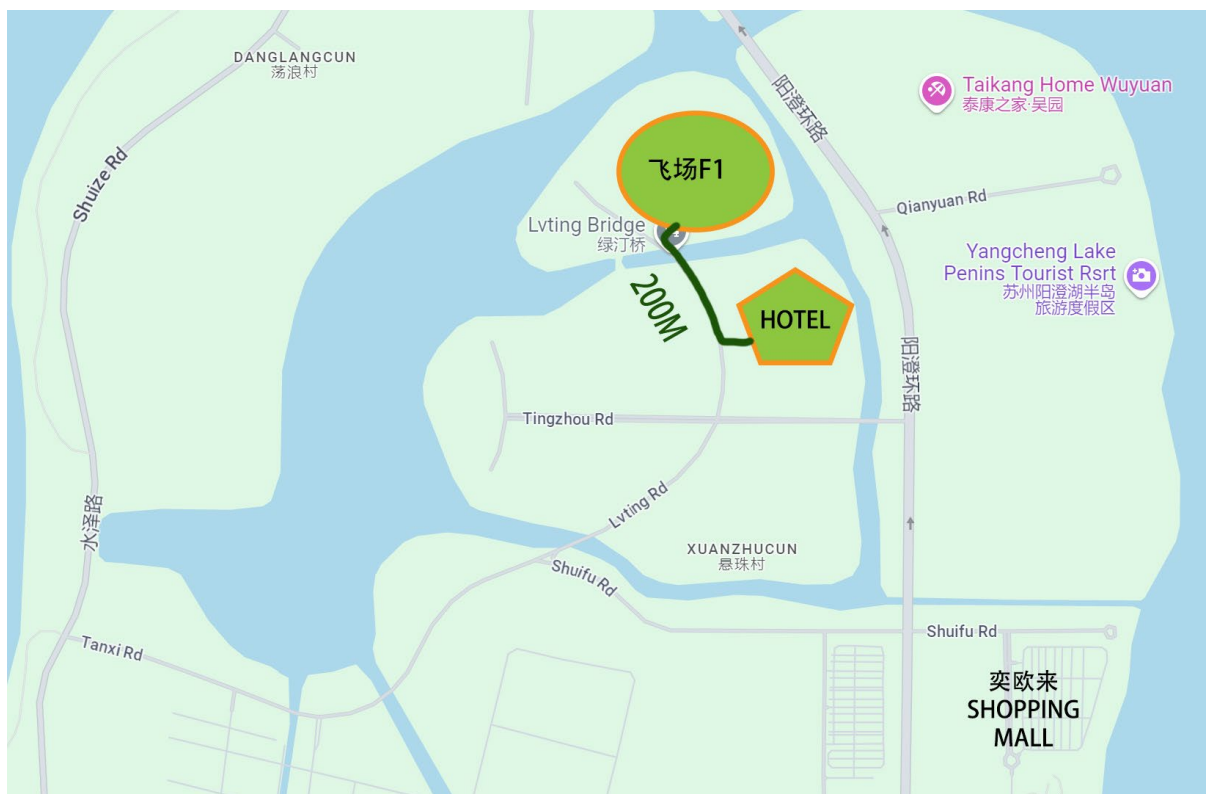 DANGLANGCUN
荡浪村
Shuize Rd
水泽路
飞场F1
Lvting Bridge
绿汀桥
200M
HOTEL
阳澄环路
Taikang Home Wuyuan
泰康之家·吴园
Qianyuan Rd
Yangcheng Lake
Penins Tourist Rsrt
苏州阳澄湖半岛
旅游度假区
阳澄环路
Tingzhou Rd
Lvting Rd
XUANZHUCUN
悬珠村
Shuifu Rd
Tanxi Rd
Shuifu Rd
奕欧来
SHOPPING
MALL